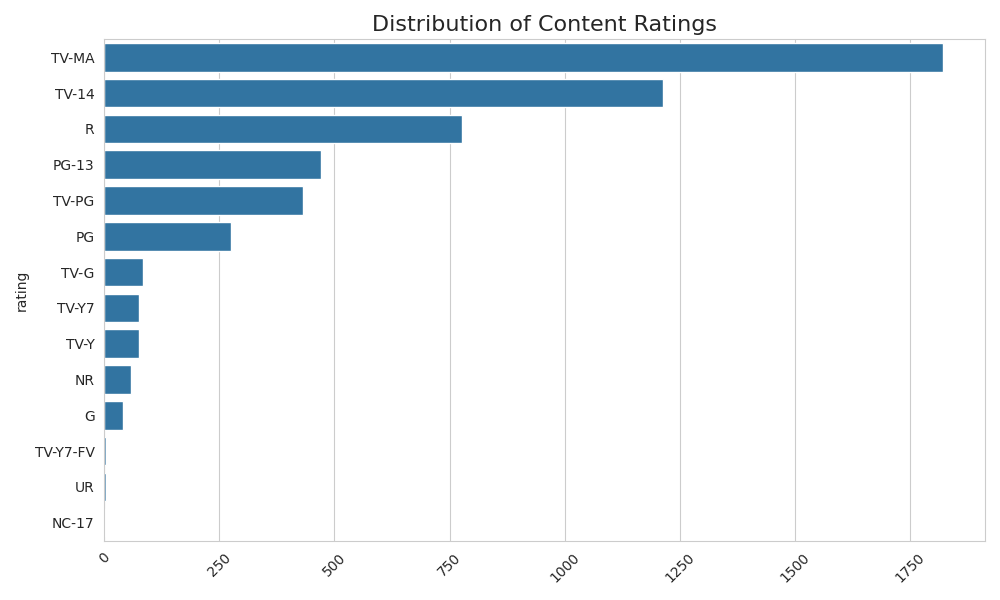 Distribution of Content Ratings
TV-MA
TV-14
R
PG-13
TV-PG
PG
TV-G
TV-Y7
TV-Y
NR
G
TV-Y7-FV
UR
NC-17
rating
0
250
500
750
1000
1250
1500
1750